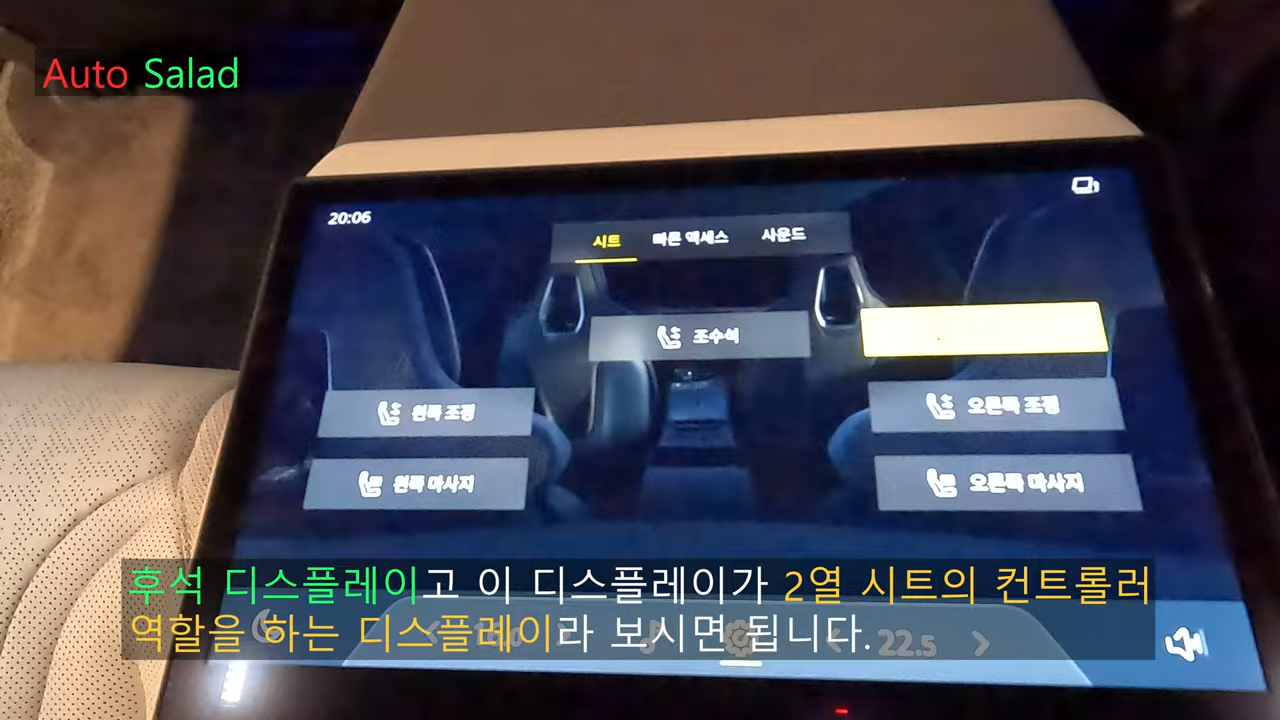 Auto Salad
20:06
시트 빠른 액세스 사운드
조수석
왼쪽 조정 오른쪽 조정
왼쪽 마사지 오른쪽 마사지
후석 디스플레이고 이 디스플레이가 2열 시트의 컨트롤러
역할을 하는 디스플레이라 보시면 됩니다.
22.5